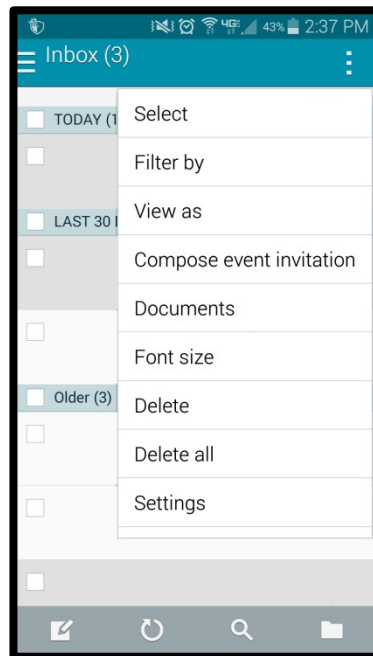 4G 43% 2:37 PM
Inbox (3)
TODAY (1
Select
Filter by
LAST 30
View as
Compose event invitation
Documents
Font size
Older (3)
Delete
Delete all
Settings